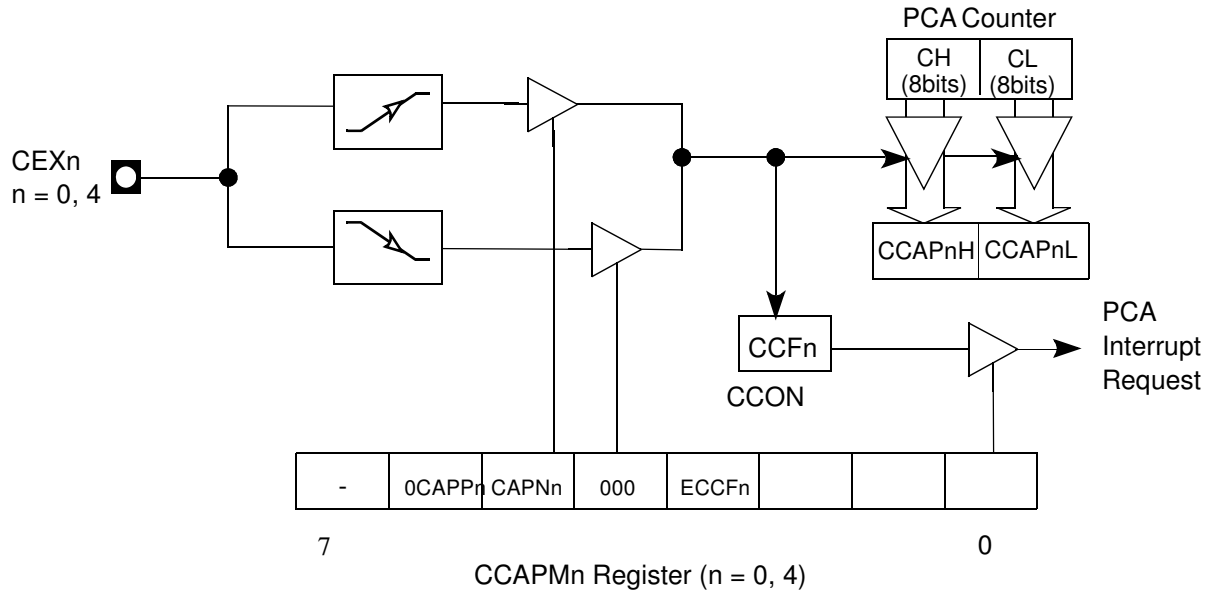 PCA Counter
CH
(8bits)
CL
(8bits)
CEXn
n = 0, 4
CCAPnH
CCAPnL
CCFn
CCON
PCA
Interrupt
Request
-
0CAPPn
CAPNn
000
ECCFn
7
0
CCAPMn Register (n = 0, 4)